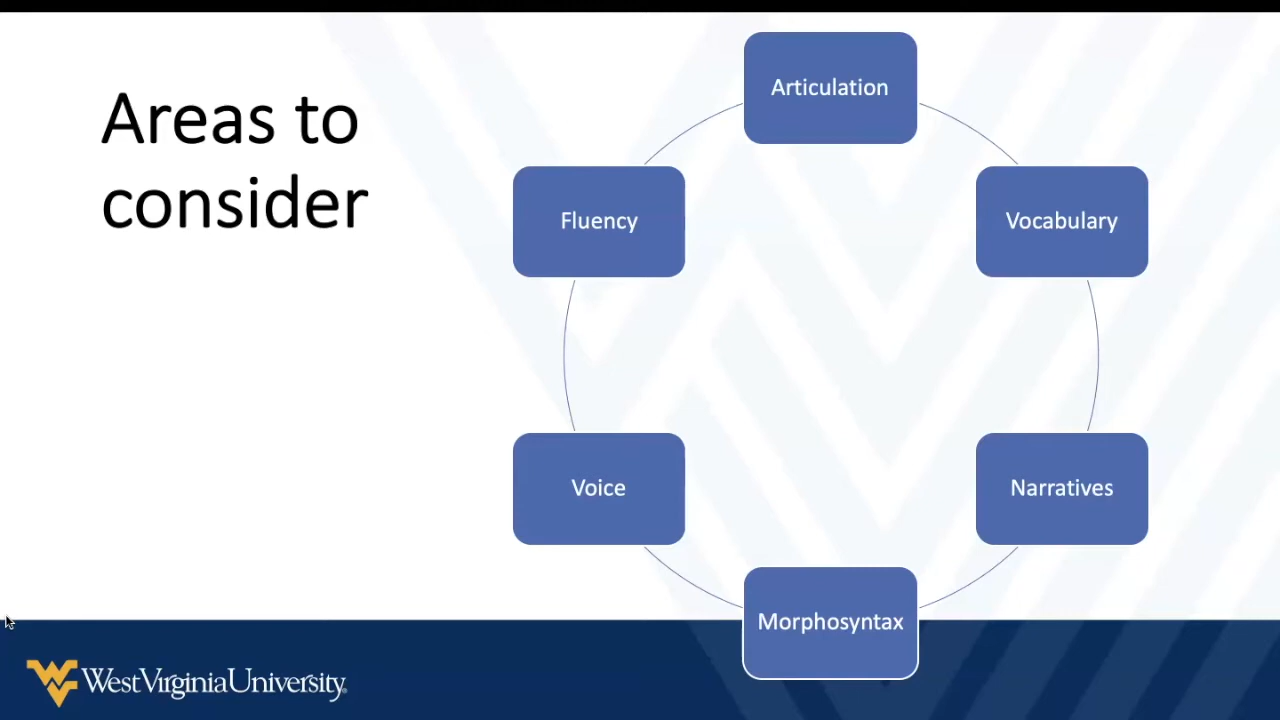 Areas to
consider
Articulation
Vocabulary
Narratives
Morphosyntax
Voice
Fluency
WestVirginiaUniversity.